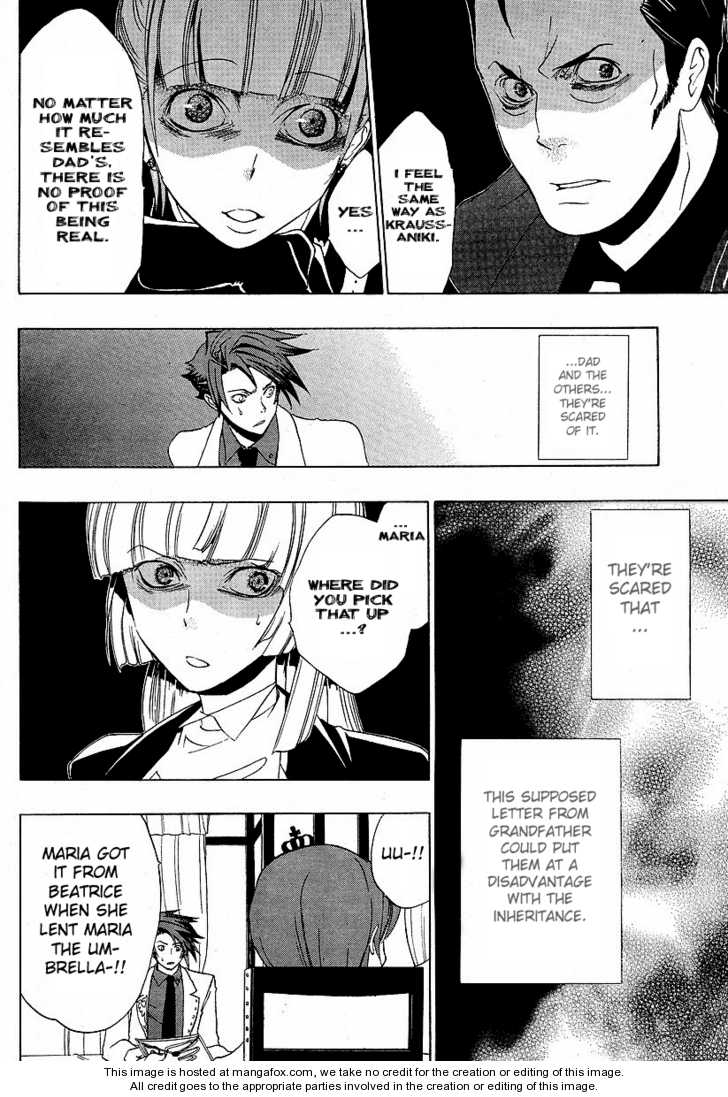 I FEEL
THE
SAME
WAY AS
KRAUSS-
ANIKI.
YES
...
NO MATTER
HOW MUCH
IT RE-
SEMBLES
DAD'S,
THERE IS
NO PROOF
OF THIS
BEING
REAL.
...DAD
AND THE
OTHERS...
THEY'RE
SCARED
OF IT.
THEY'RE
SCARED
THAT
...
THIS SUPPOSED
LETTER FROM
GRANDFATHER
COULD PUT
THEM AT A
DISADVANTAGE
WITH THE
INHERITANCE.
...
MARIA
WHERE DID
YOU PICK
THAT UP
...?
UU-!!
MARIA GOT
IT FROM
BEATRICE
WHEN SHE
LENT MARIA
THE UM-
BRELLA-!!
This image is hosted at mangafox.com, we take no credit for the creation or editing of this image.
All credit goes to the appropriate parties involved in the creation or editing of this image.